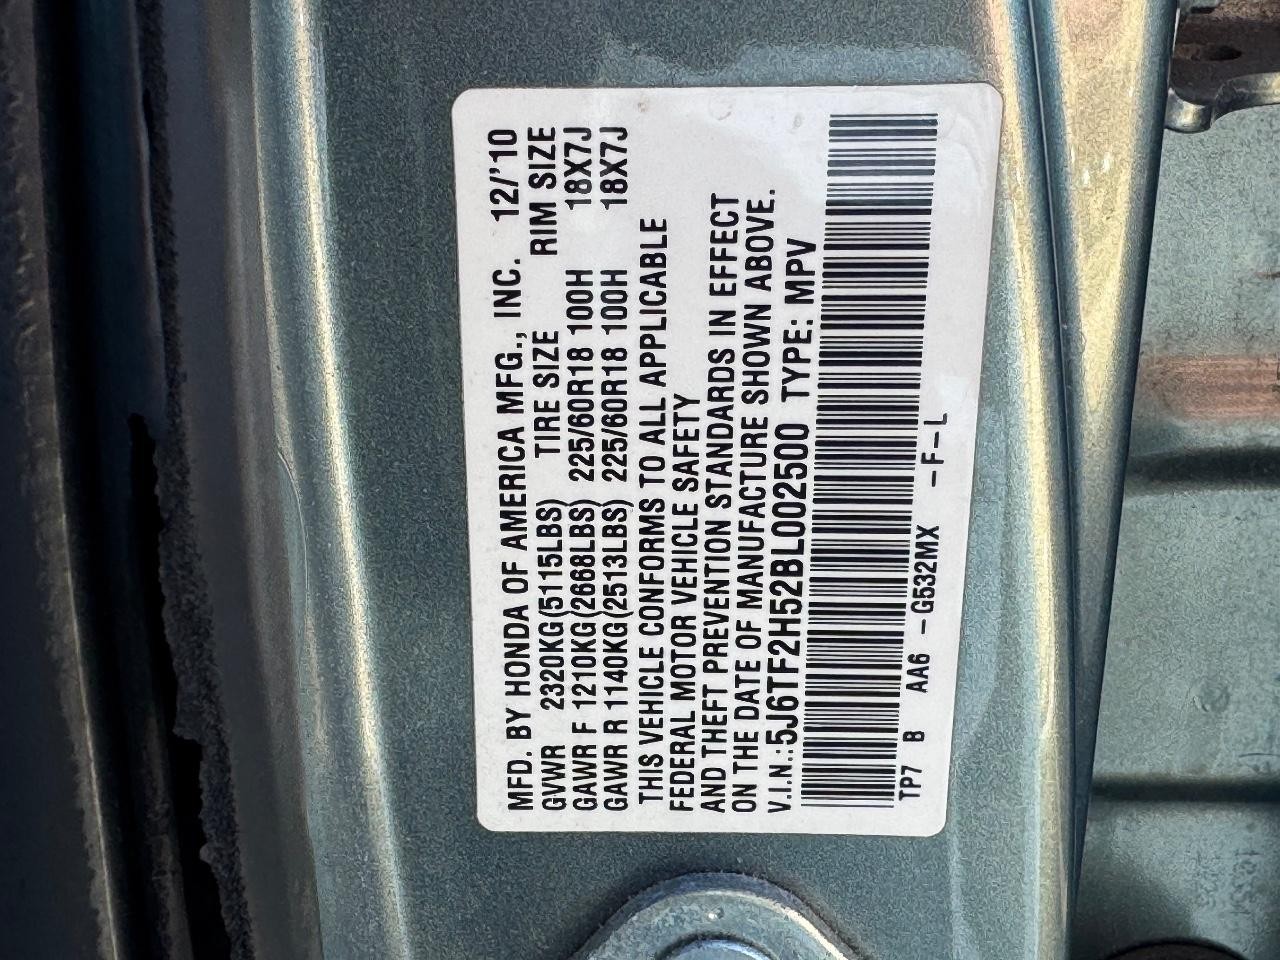 MFD. BY HONDA OF AMERICA MFG., INC. 12/'10
GVWR 2320KG(5115LBS) TIRE SIZE RIM SIZE
GAWR F 1210KG(2668LBS) 225/60R18 100H 18X7J
GAWR R 1140KG(2513LBS) 225/60R18 100H 18X7J
THIS VEHICLE CONFORMS TO ALL APPLICABLE
FEDERAL MOTOR VEHICLE SAFETY
AND THEFT PREVENTION STANDARDS IN EFFECT
ON THE DATE OF MANUFACTURE SHOWN ABOVE.
V.I.N.:5J6TF2H52BL002500 TYPE: MPV
TP7 B AA6 -G532MX -F-L